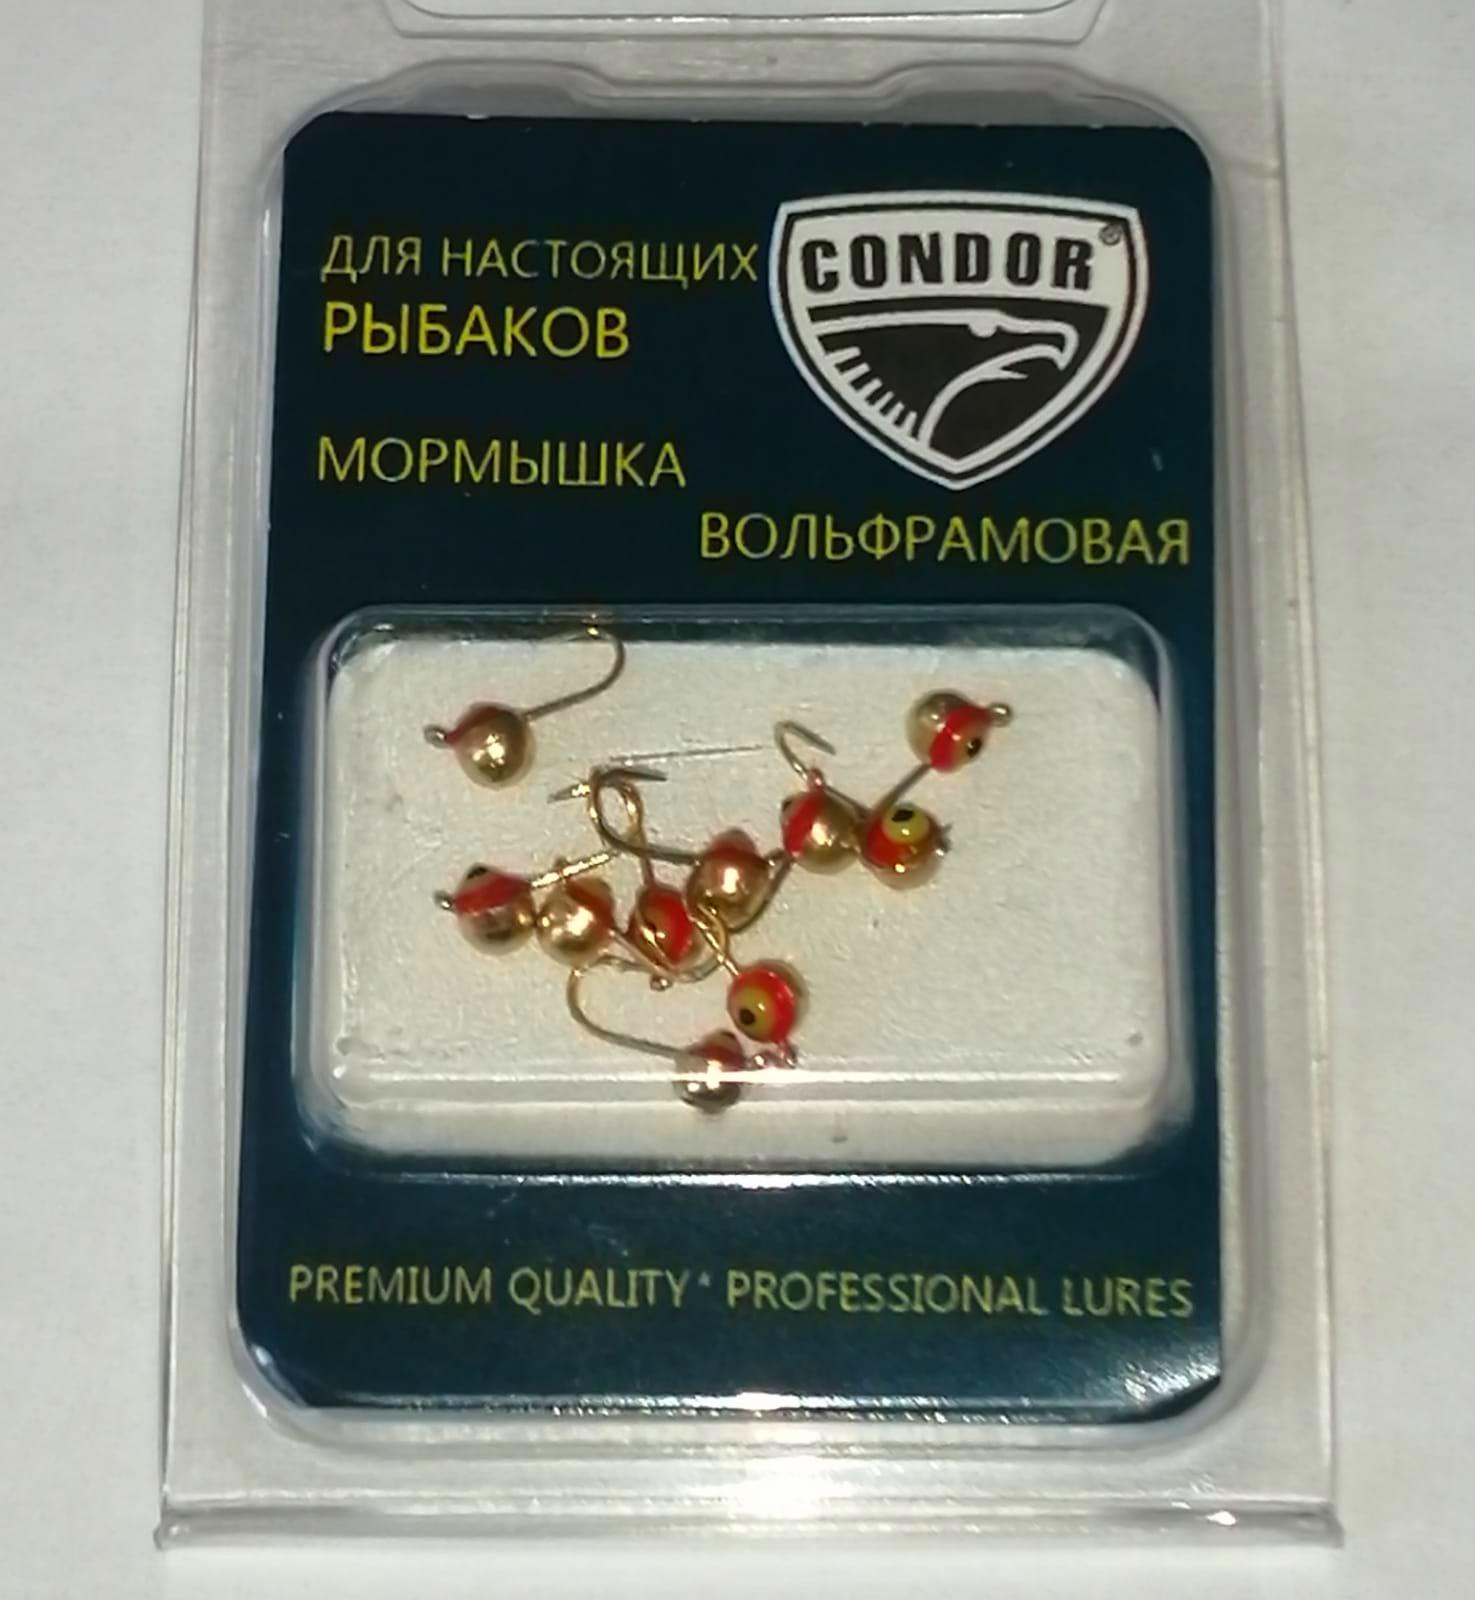 ДЛЯ НАСТОЯЩИХ
РЫБАКОВ
CONDOR®
МОРМЫШКА
ВОЛЬФРАМОВАЯ
PREMIUM QUALITY * PROFESSIONAL LURES